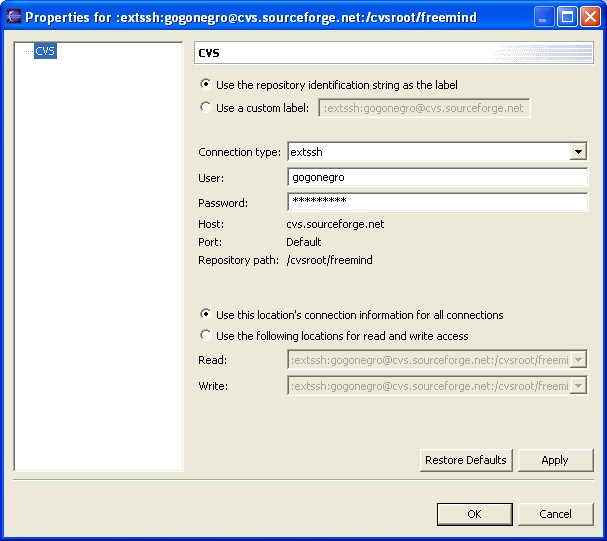 Properties for :extssh:gogonegro@cvs.sourceforge.net:/cvsroot/freemind
CVS
CVS
Use the repository identification string as the label
Use a custom label: :extssh:gogonegro@cvs.sourceforge.net
Connection type: extssh
User: gogonegro
Password: *********
Host: cvs.sourceforge.net
Port: Default
Repository path: /cvsroot/freemind
Use this location's connection information for all connections
Use the following locations for read and write access
Read: :extssh:gogonegro@cvs.sourceforge.net:/cvsroot/freemi
Write: :extssh:gogonegro@cvs.sourceforge.net:/cvsroot/freemi
Restore Defaults Apply
OK Cancel